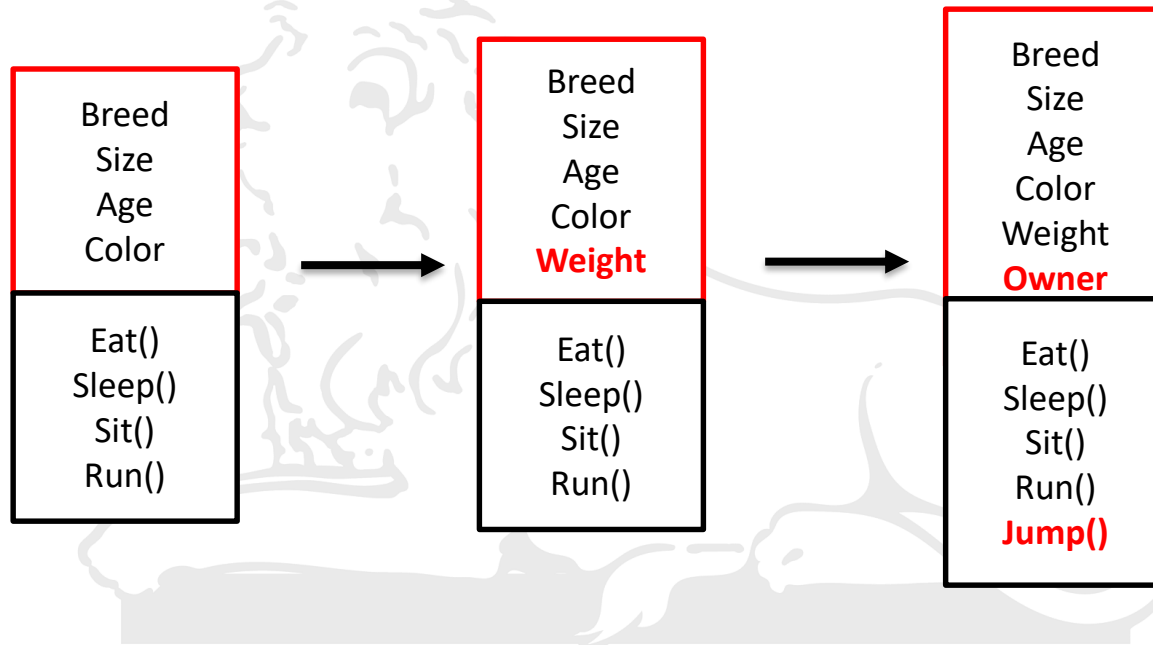 Breed
Size
Age
Color
Eat()
Sleep()
Sit()
Run()
Breed
Size
Age
Color
Weight
Eat()
Sleep()
Sit()
Run()
Breed
Size
Age
Color
Weight
Owner
Eat()
Sleep()
Sit()
Run()
Jump()